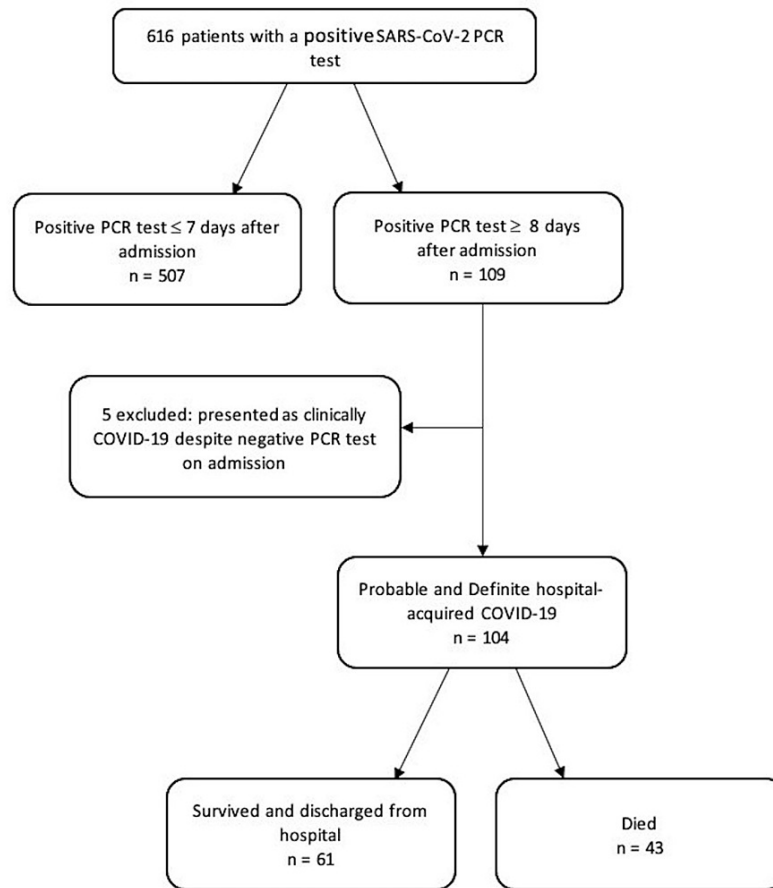 616 patients with a positive SARS-CoV-2 PCR
test
Positive PCR test ≤ 7 days after
admission
n = 507
Positive PCR test ≥ 8 days
after admission
n = 109
5 excluded: presented as clinically
COVID-19 despite negative PCR test
on admission
Probable and Definite hospital-
acquired COVID-19
n = 104
Survived and discharged from
hospital
n = 61
Died
n = 43